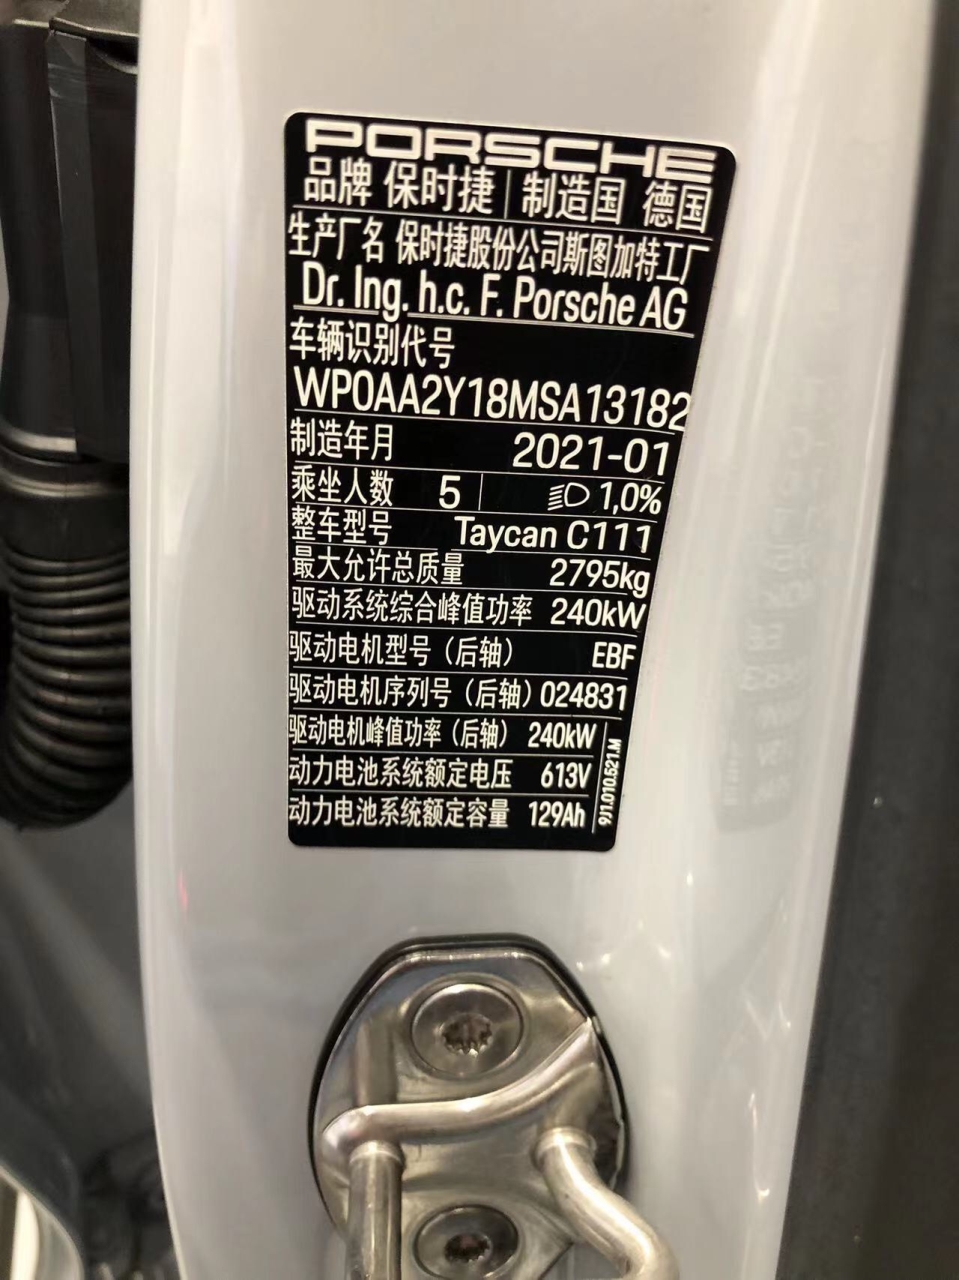 PORSCHE
品牌 保时捷 制造国 德国
生产厂名 保时捷股份公司斯图加特工厂
Dr. Ing. h.c. F. Porsche AG
车辆识别代号
WP0AA2Y18MSA13182
制造年月 2021-01
乘坐人数 5 1,0%
整车型号 Taycan C111
最大允许总质量 2795kg
驱动系统综合峰值功率 240kW
驱动电机型号（后轴） EBF
驱动电机序列号（后轴）024831
驱动电机峰值功率（后轴） 240kW
动力电池系统额定电压 613V
动力电池系统额定容量 129Ah
9J1.010.521.M